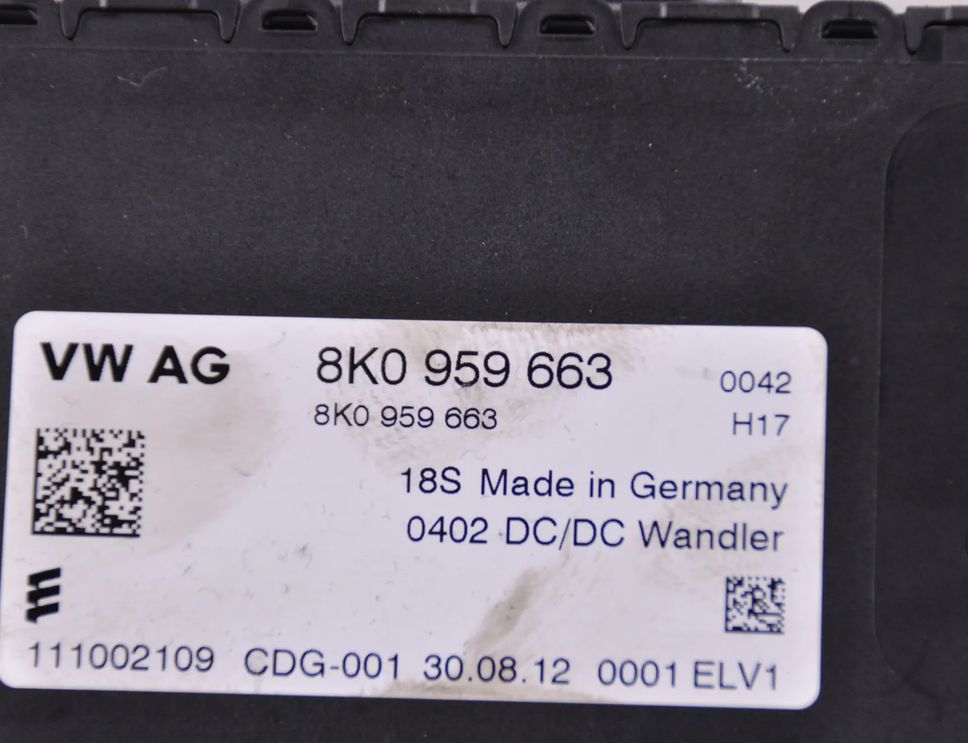 VW AG 8K0 959 663 0042
8K0 959 663 H17
18S Made in Germany
0402 DC/DC Wandler
111002109 CDG-001 30.08.12 0001 ELV1